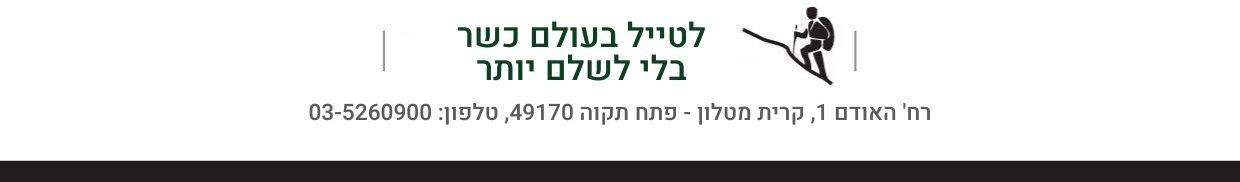 לטייל בעולם כשר
בלי לשלם יותר
רח' האודם 1, קרית מטלון - פתח תקוה 49170, טלפון: 03-5260900